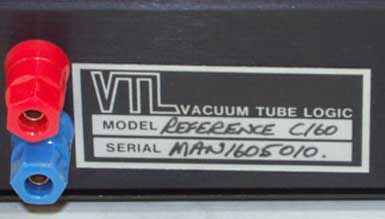 VTL VACUUM TUBE LOGIC
MODEL REFERENCE C160
SERIAL MAN1605010.